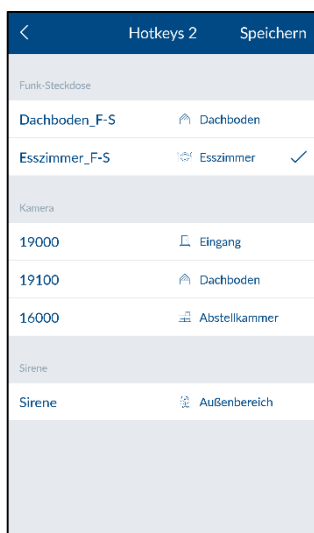 Hotkeys 2 Speichern
Funk-Steckdose
Dachboden_F-S Dachboden
Esszimmer_F-S Esszimmer
Kamera
19000 Eingang
19100 Dachboden
16000 Abstellkammer
Sirene
Sirene Außenbereich